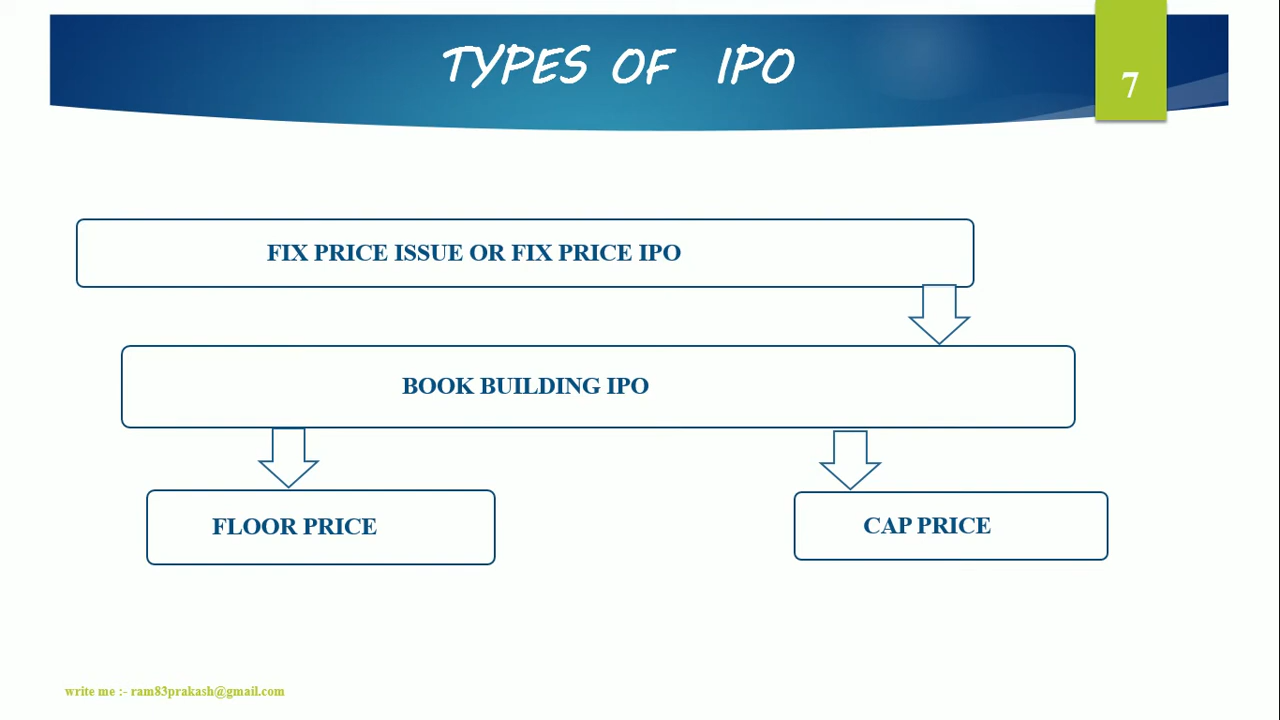 TYPES OF IPO
7
FIX PRICE ISSUE OR FIX PRICE IPO
BOOK BUILDING IPO
FLOOR PRICE
CAP PRICE
write me :- ram83prakash@gmail.com